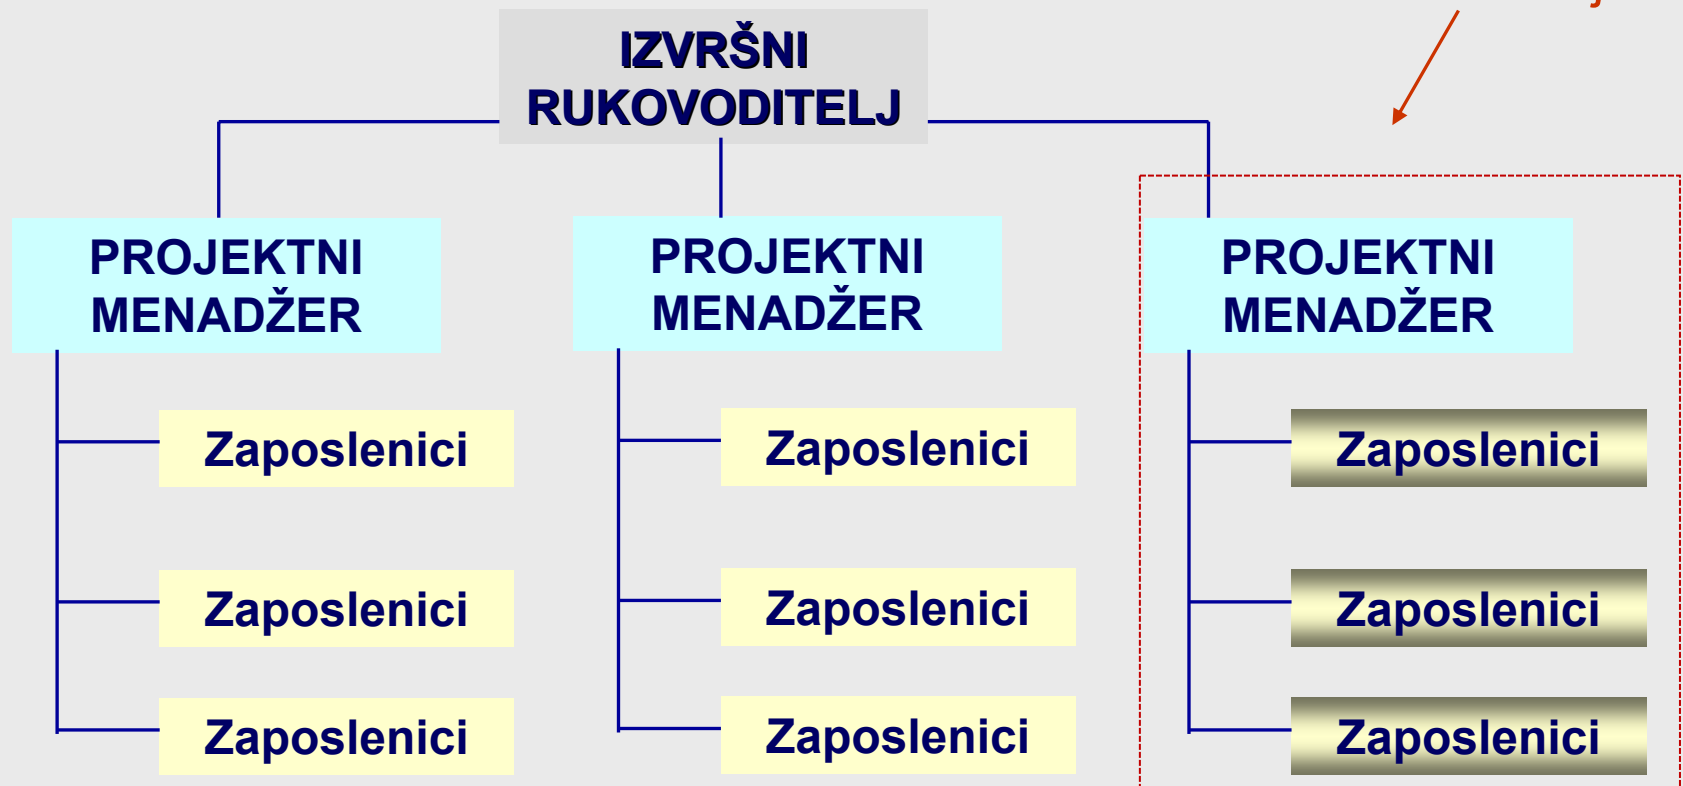 IZVRŠNI
RUKOVODITELJ
PROJEKTNI
MENADŽER
PROJEKTNI
MENADŽER
PROJEKTNI
MENADŽER
Zaposlenici
Zaposlenici
Zaposlenici
Zaposlenici
Zaposlenici
Zaposlenici
Zaposlenici
Zaposlenici
Zaposlenici